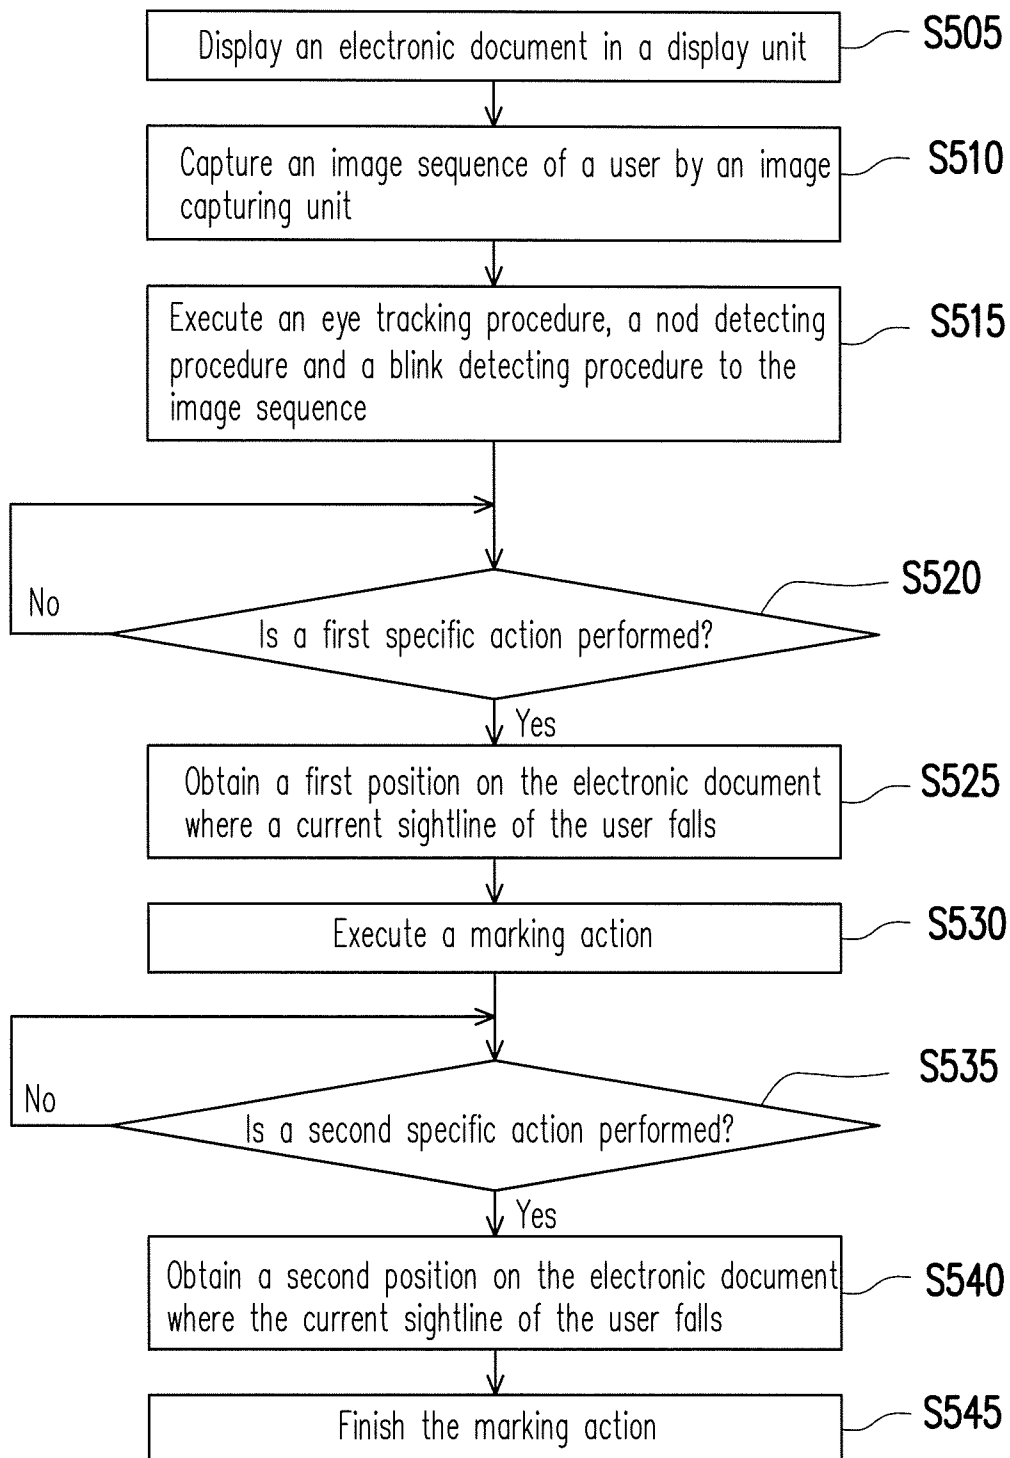 Display an electronic document in a display unit
S505
Capture an image sequence of a user by an image
capturing unit
S510
Execute an eye tracking procedure, a nod detecting
procedure and a blink detecting procedure to the
image sequence
S515
Is a first specific action performed?
S520
No
Yes
Obtain a first position on the electronic document
where a current sightline of the user falls
S525
Execute a marking action
S530
Is a second specific action performed?
S535
No
Yes
Obtain a second position on the electronic document
where the current sightline of the user falls
S540
Finish the marking action
S545